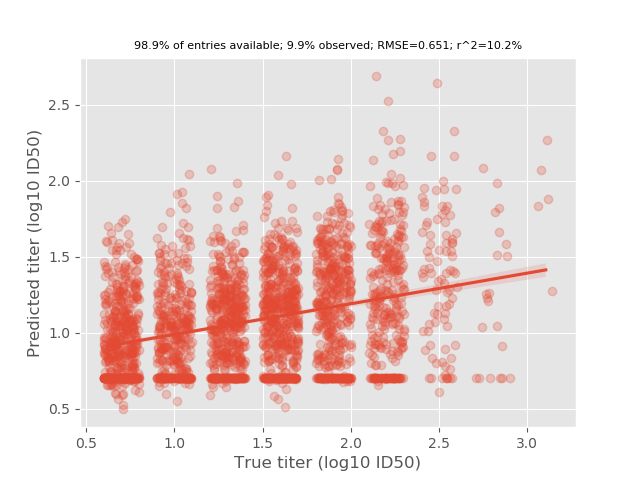 98.9% of entries available; 9.9% observed; RMSE=0.651; r^2=10.2%
Predicted titer (log10 ID50)
2.5
2.0
1.5
1.0
0.5
0.5 1.0 1.5 2.0 2.5 3.0
True titer (log10 ID50)